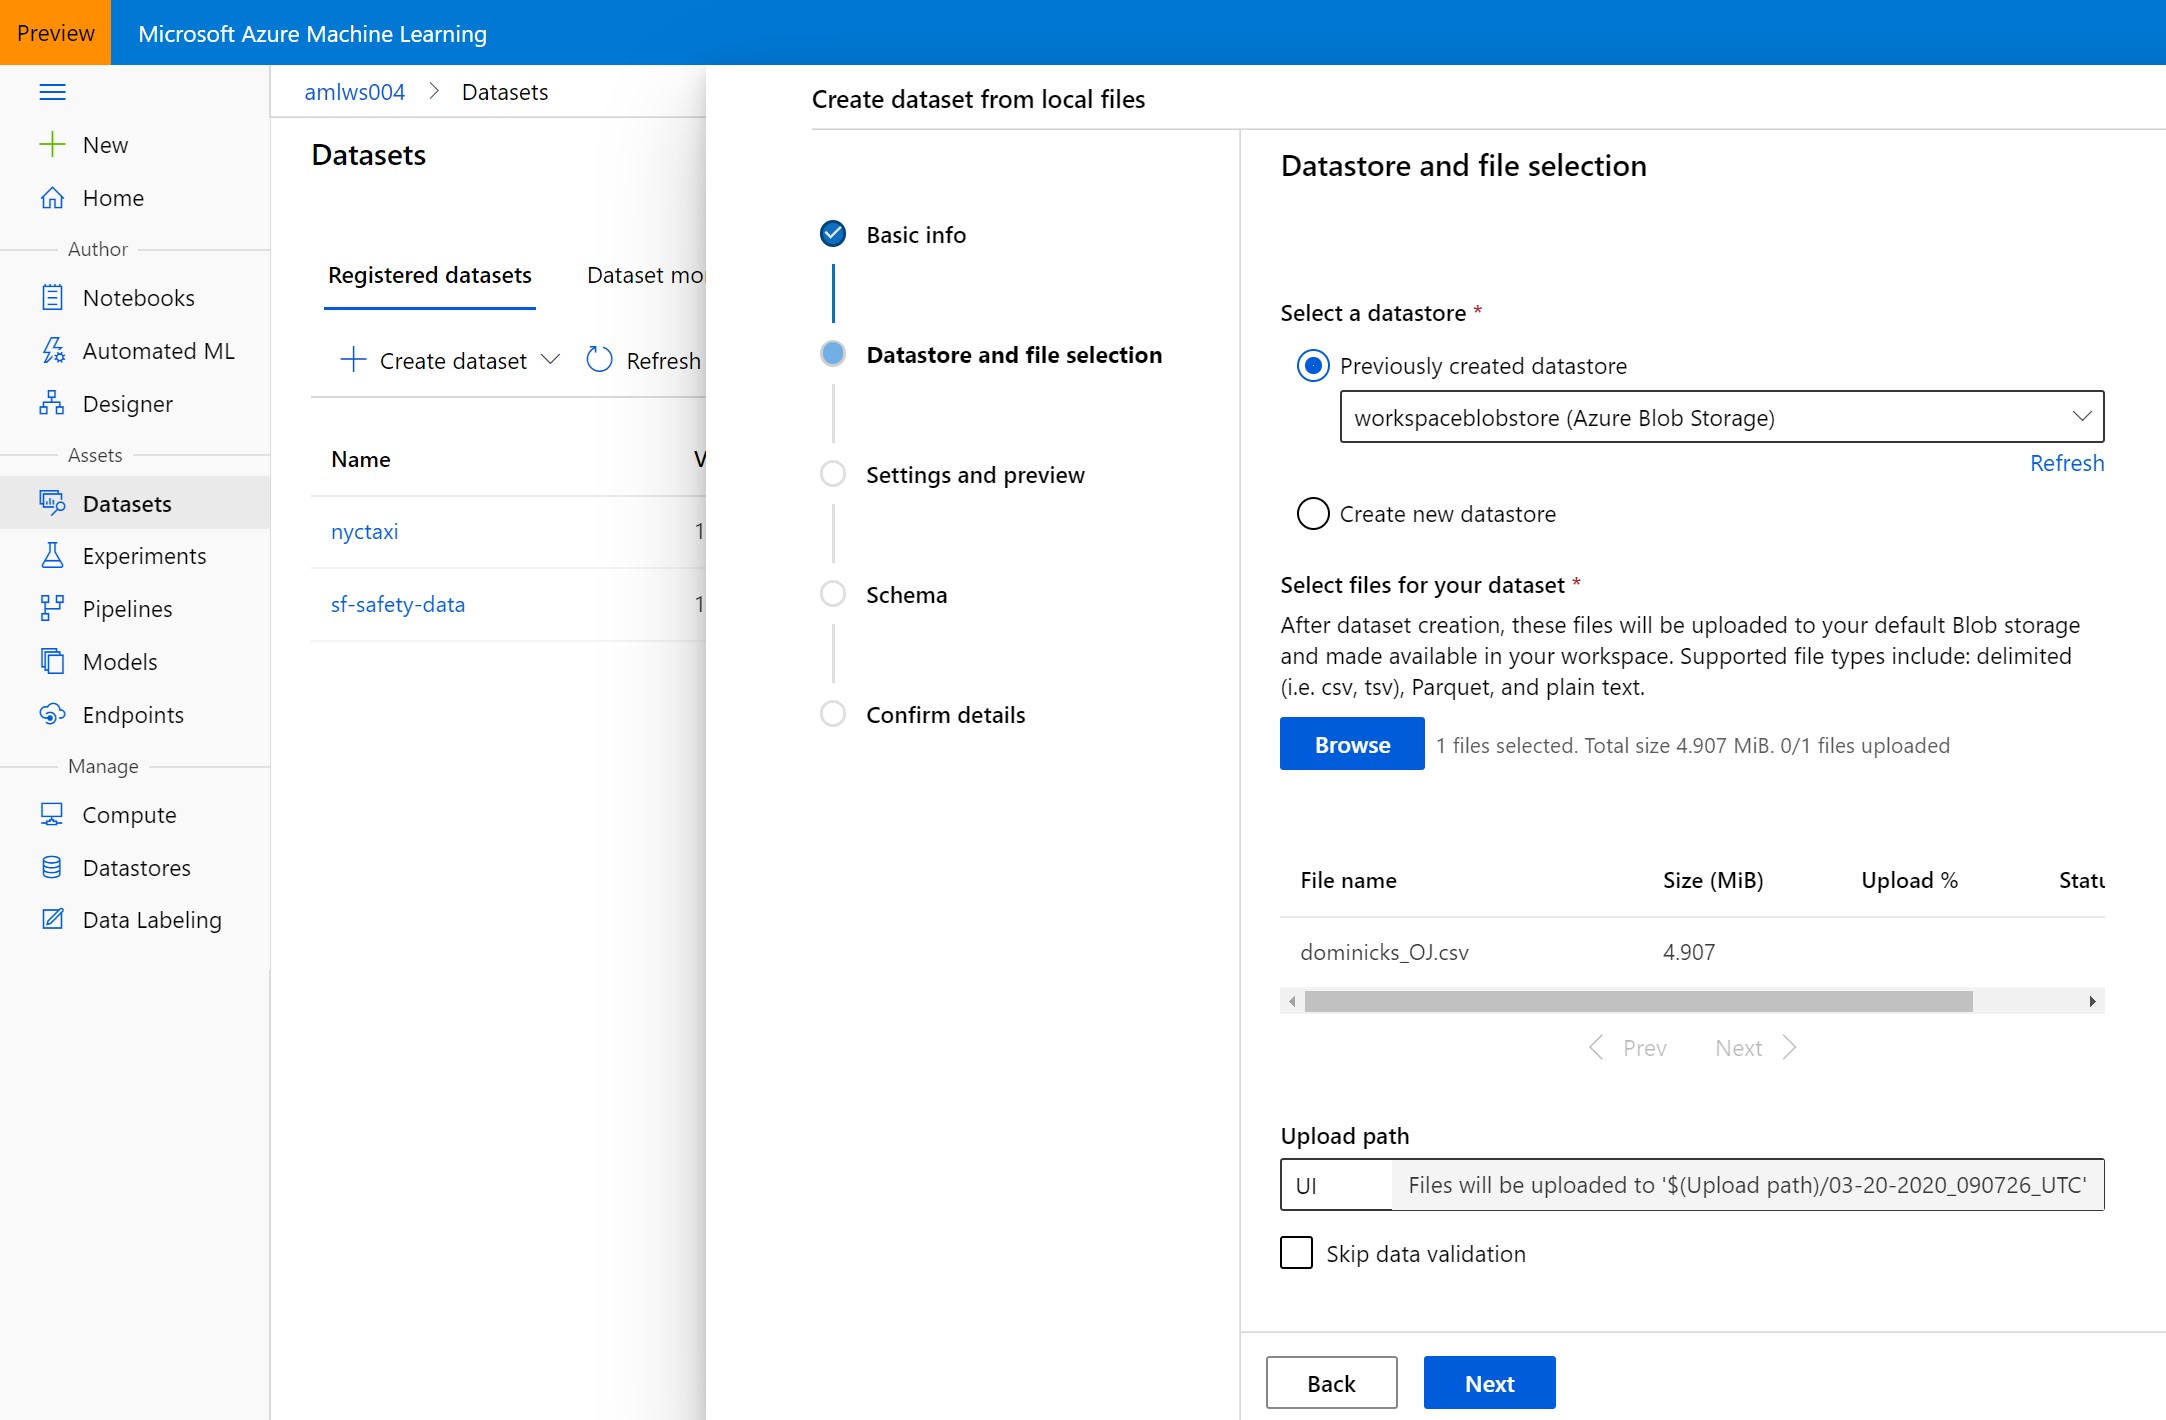 Preview
Microsoft Azure Machine Learning
New
Home
Author
Notebooks
Automated ML
Designer
Assets
Datasets
Experiments
Pipelines
Models
Endpoints
Manage
Compute
Datastores
Data Labeling
amlws004 > Datasets
Datasets
Registered datasets
Dataset mo
Create dataset
Refresh
Name
V
nyctaxi
1
sf-safety-data
1
Create dataset from local files
Basic info
Datastore and file selection
Settings and preview
Schema
Confirm details
Datastore and file selection
Select a datastore *
Previously created datastore
workspaceblobstore (Azure Blob Storage)
Refresh
Create new datastore
Select files for your dataset *
After dataset creation, these files will be uploaded to your default Blob storage
and made available in your workspace. Supported file types include: delimited
(i.e. csv, tsv), Parquet, and plain text.
Browse
1 files selected. Total size 4.907 MiB. 0/1 files uploaded
File name
Size (MiB)
Upload %
Statu
dominicks_OJ.csv
4.907
Prev
Next
Upload path
UI
Files will be uploaded to '$(Upload path)/03-20-2020_090726_UTC'
Skip data validation
Back
Next